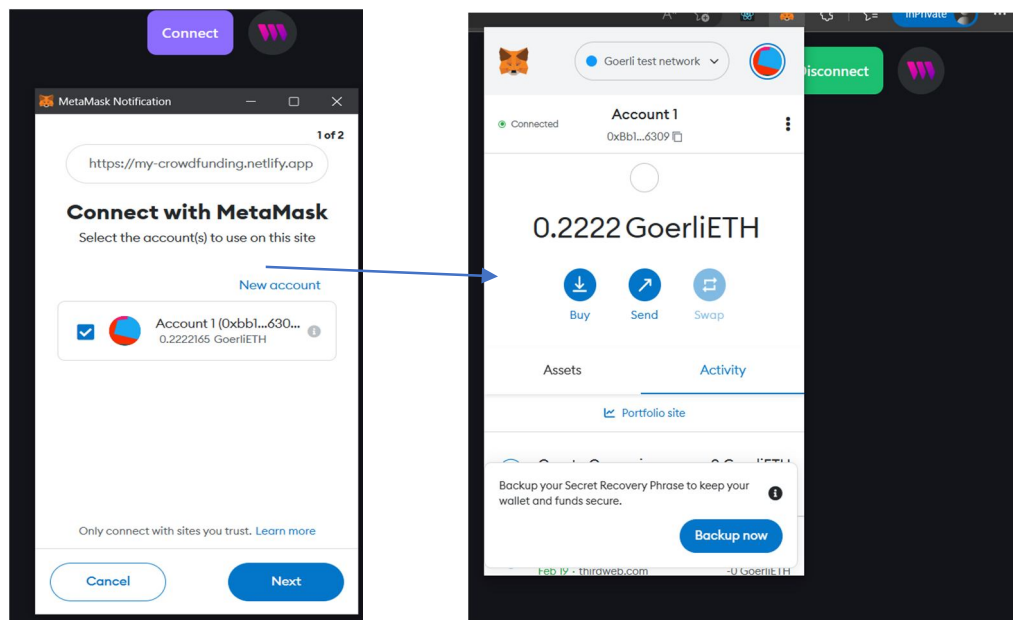 Connect
MetaMask Notification
1 of 2
https://my-crowdfunding.netlify.app
Connect with MetaMask
Select the account(s) to use on this site
New account
Account 1 (0xbb1...630...
0.2222165 GoerliETH
Only connect with sites you trust. Learn more
Cancel
Next
InPrivate
Goerli test network
Disconnect
Connected
Account 1
0xBb1...6309
0.2222 GoerliETH
Buy
Send
Swap
Assets
Activity
Portfolio site
Backup your Secret Recovery Phrase to keep your
wallet and funds secure.
Backup now
Feb 19 · thirdweb.com
-0 GoerliETH